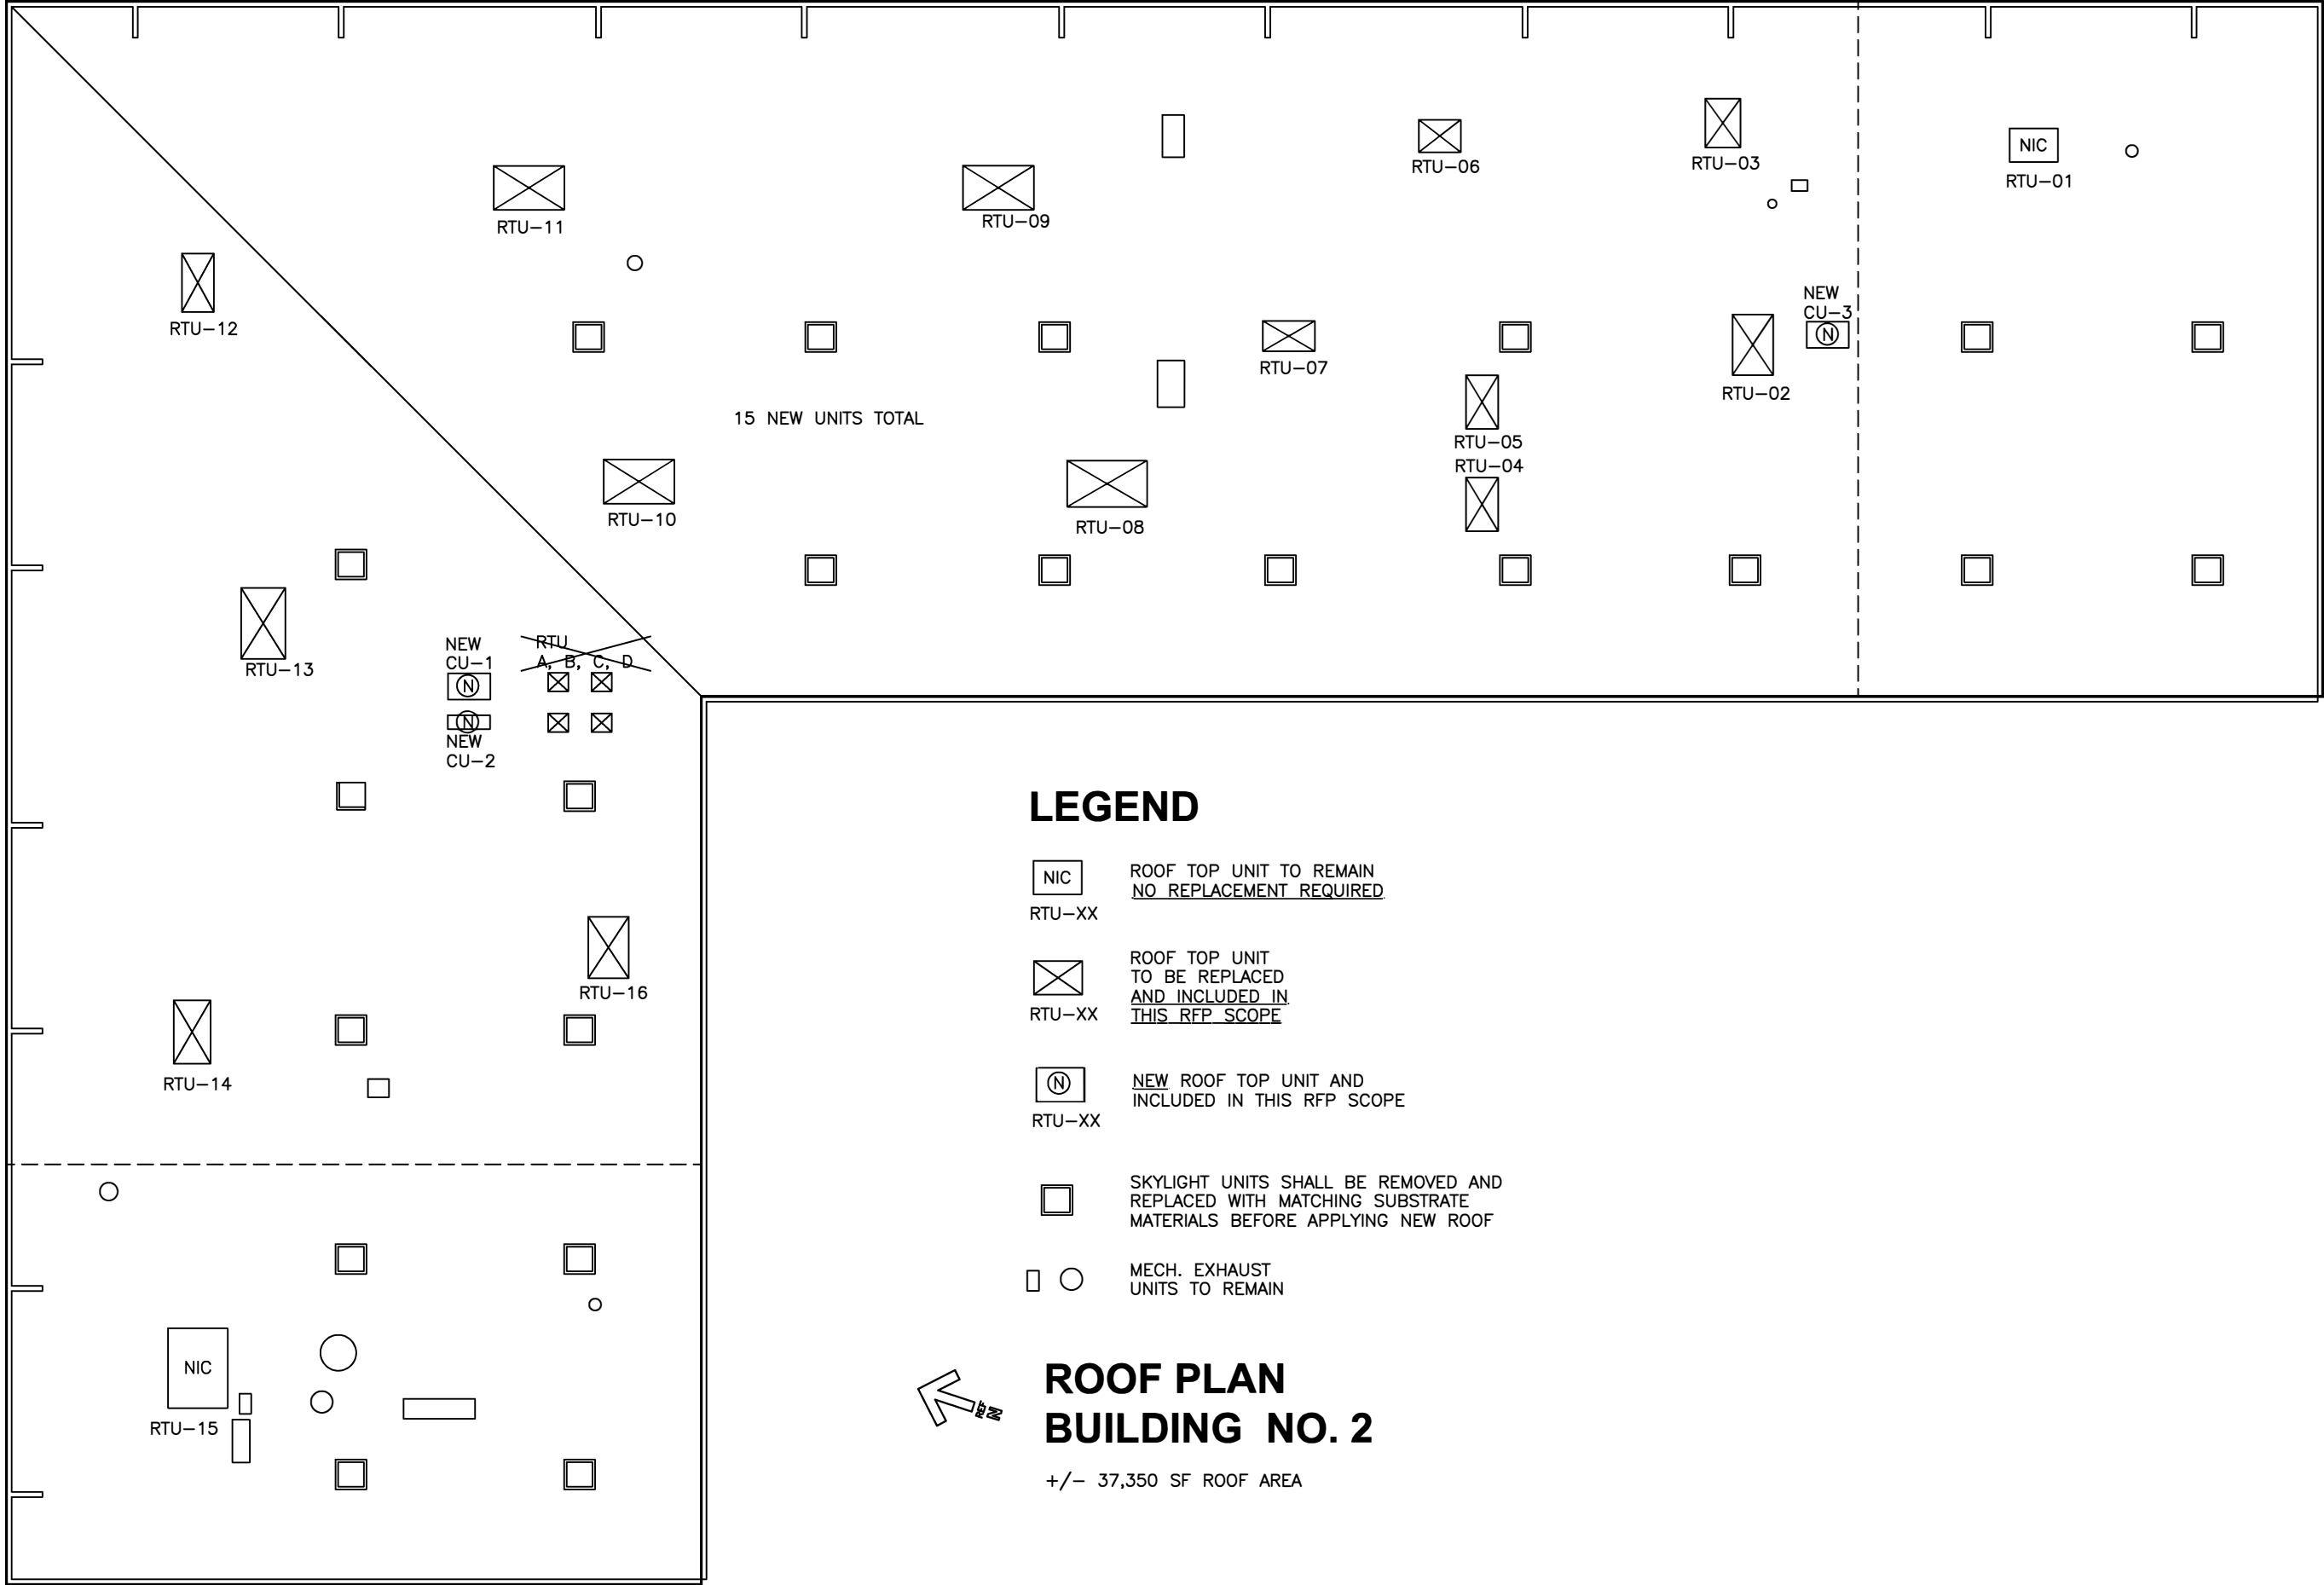 RTU-03
RTU-06
NIC
RTU-01
RTU-11
RTU-09
RTU-12
NEW
CU-3
N
RTU-07
RTU-02
15 NEW UNITS TOTAL
RTU-05
RTU-04
RTU-10
RTU-08
RTU-13
NEW
CU-1
N
RTU
A, B, C, D
N
NEW
CU-2
RTU-16
RTU-14
NIC
RTU-15
LEGEND
NIC
RTU-XX
ROOF TOP UNIT TO REMAIN
NO REPLACEMENT REQUIRED
RTU-XX
ROOF TOP UNIT
TO BE REPLACED
AND INCLUDED IN
THIS RFP SCOPE
N
RTU-XX
NEW ROOF TOP UNIT AND
INCLUDED IN THIS RFP SCOPE
SKYLIGHT UNITS SHALL BE REMOVED AND
REPLACED WITH MATCHING SUBSTRATE
MATERIALS BEFORE APPLYING NEW ROOF
MECH. EXHAUST
UNITS TO REMAIN
REF
N
ROOF PLAN
BUILDING NO. 2
+/- 37,350 SF ROOF AREA